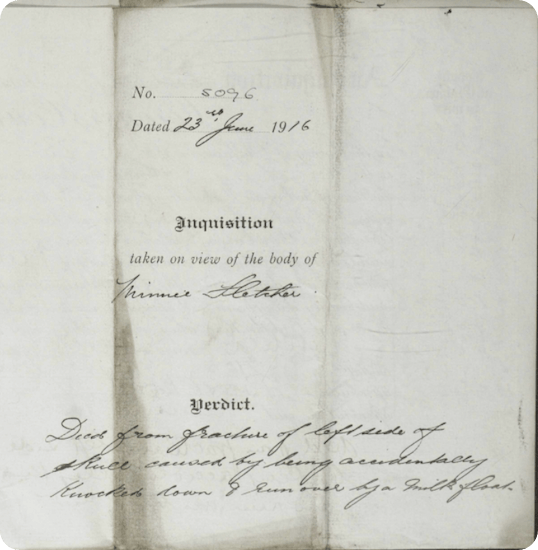 No. 5096
Dated 23rd June 1916
Inquisition
taken on view of the body of
Minnie Fletcher
Verdict.
Died from fracture of left side of
skull caused by being accidentally
knocked down & run over by a milk float.